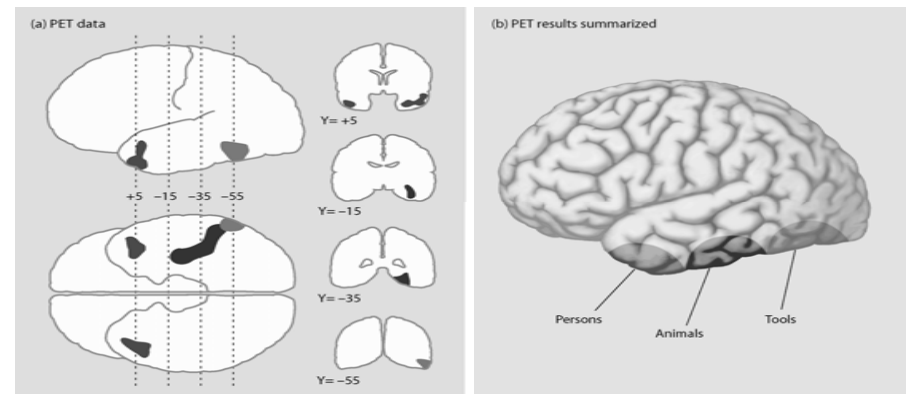 (a) PET data
Y= +5
Y= –15
+5 –15 –35 –55
Y= –35
Y= –55
(b) PET results summarized
Persons
Animals
Tools